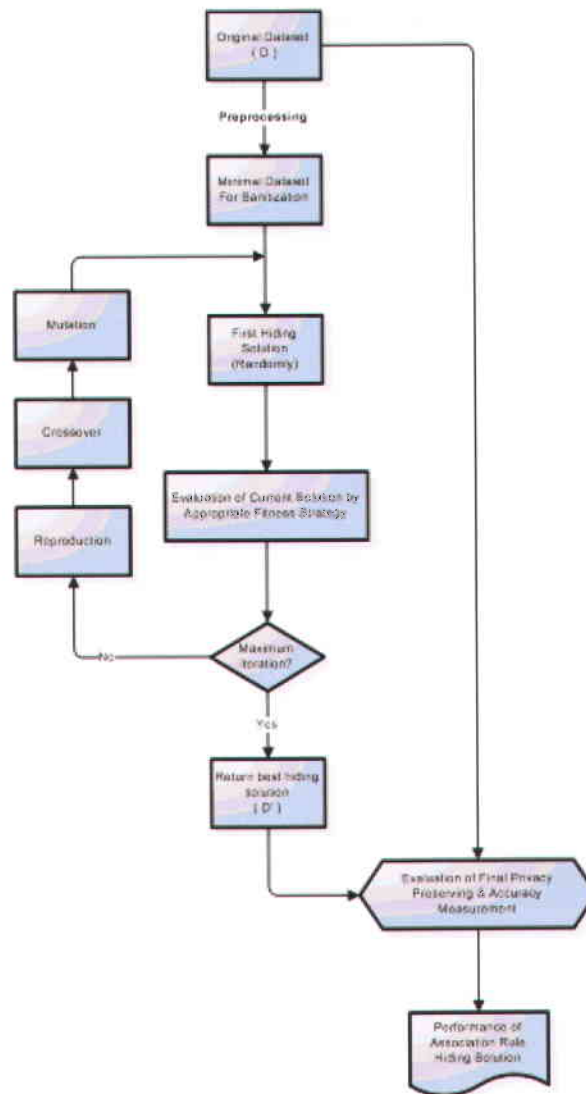 Original Dataset
( D )
Preprocessing
Minimal Dataset
For Sanitization
Mutation
First Hiding
Solution
(Randomly)
Crossover
Evaluation of Current Solution by
Appropriate Fitness Strategy
Reproduction
No
Maximum
iteration?
Yes
Return best hiding
solution
( D' )
Evaluation of Final Privacy
Preserving & Accuracy
Measurement
Performance of
Association Rule
Hiding Solution